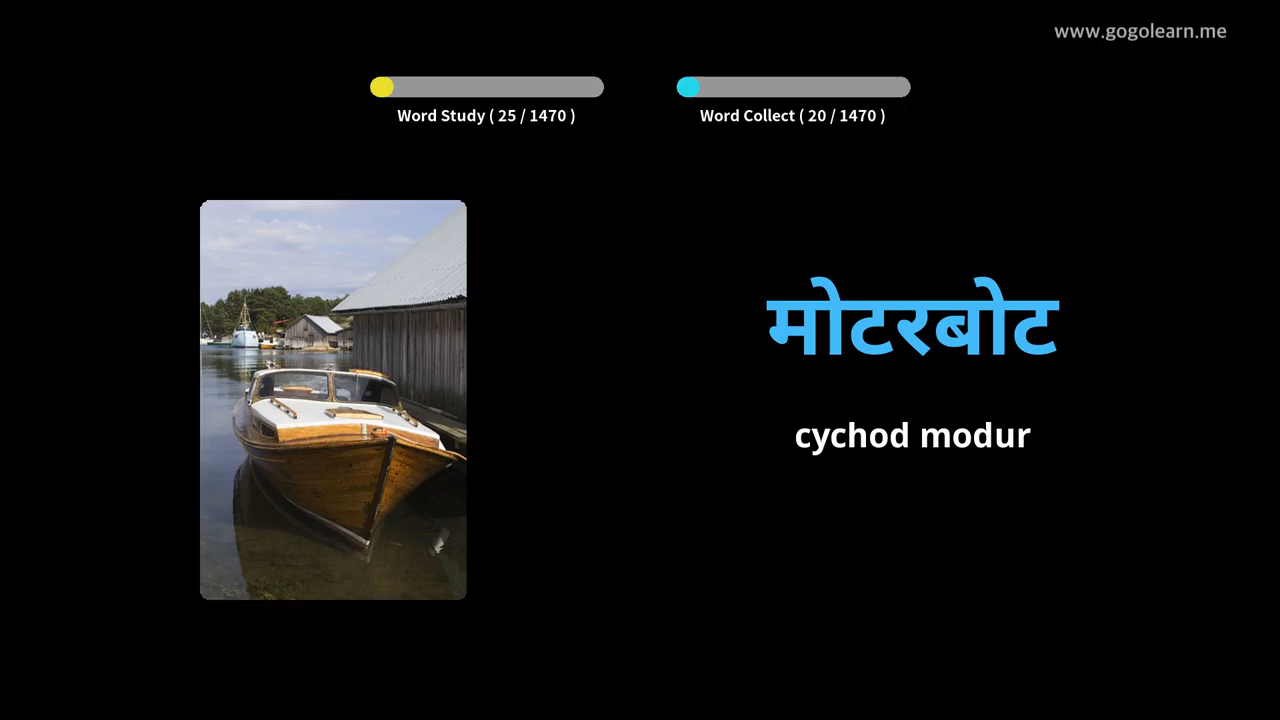 www.gogolearn.me
Word Study ( 25 / 1470 )
Word Collect ( 20 / 1470 )
मोटरबोट
cychod modur